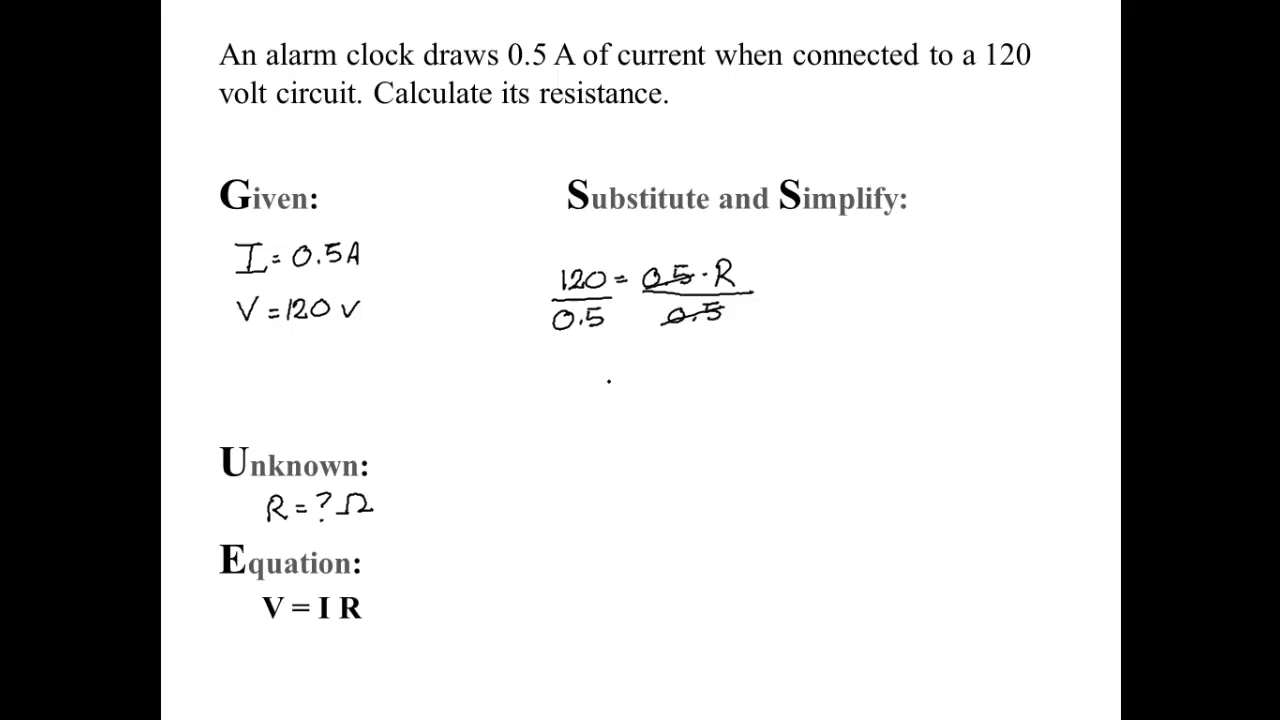 An alarm clock draws 0.5 A of current when connected to a 120
volt circuit. Calculate its resistance.
Given:
I = 0.5 A
V = 120 v
Unknown:
R = ? Ω
Equation:
V = I R
Substitute and Simplify:
120 = 0.5 · R
0.5 0.5